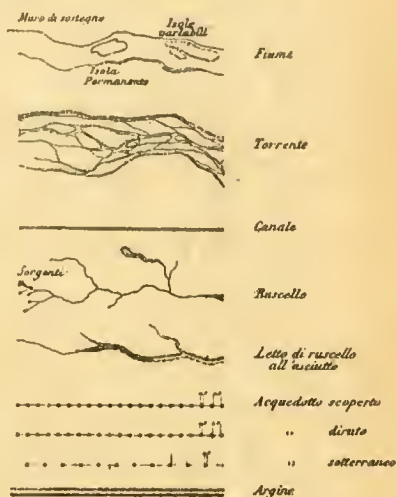 Muro di sostegno
Isole
variabili
Fiume
Isola
Permanente
Torrente
Canale
Sorgenti
Ruscello
Letto di ruscello
all'asciutto
Acquedotto scoperto
" diruto
" sotterraneo
Argine